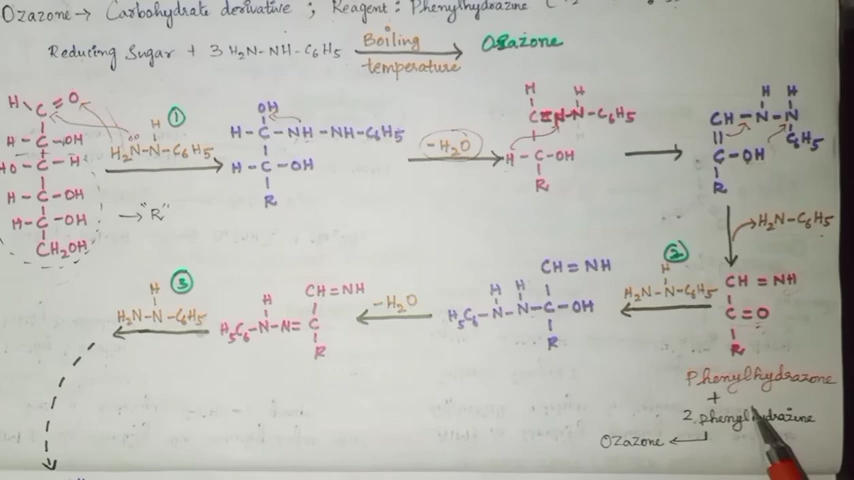 Ozazone → Carbohydrate derivative ; Reagent : Phenylhydrazine
Reducing Sugar + 3 H₂N-NH-C₆H₅ Boiling temperature → Osazone
①
H C=O
H-C-OH
HO-C-H
H-C-OH
H-C-OH
CH₂OH
→ "R"
H
H₂N-N-C₆H₅
OH
H-C-NH-NH-C₆H₅
H-C-OH
R
-H₂O
H H
C=N-N-C₆H₅
H-C-OH
R
H H
CH-N-N
C₆H₅
C-OH
R
H₂N-C₆H₅
CH=NH
C=O
R
Phenylhydrazone
+
2 phenylhydrazine
Ozazone ←
②
H
H₂N-N-C₆H₅
CH=NH
H H
H₅C₆-N-N-C-OH
R
-H₂O
CH=NH
H
H₅C₆-N-N=C
R
③
H
H₂N-N-C₆H₅